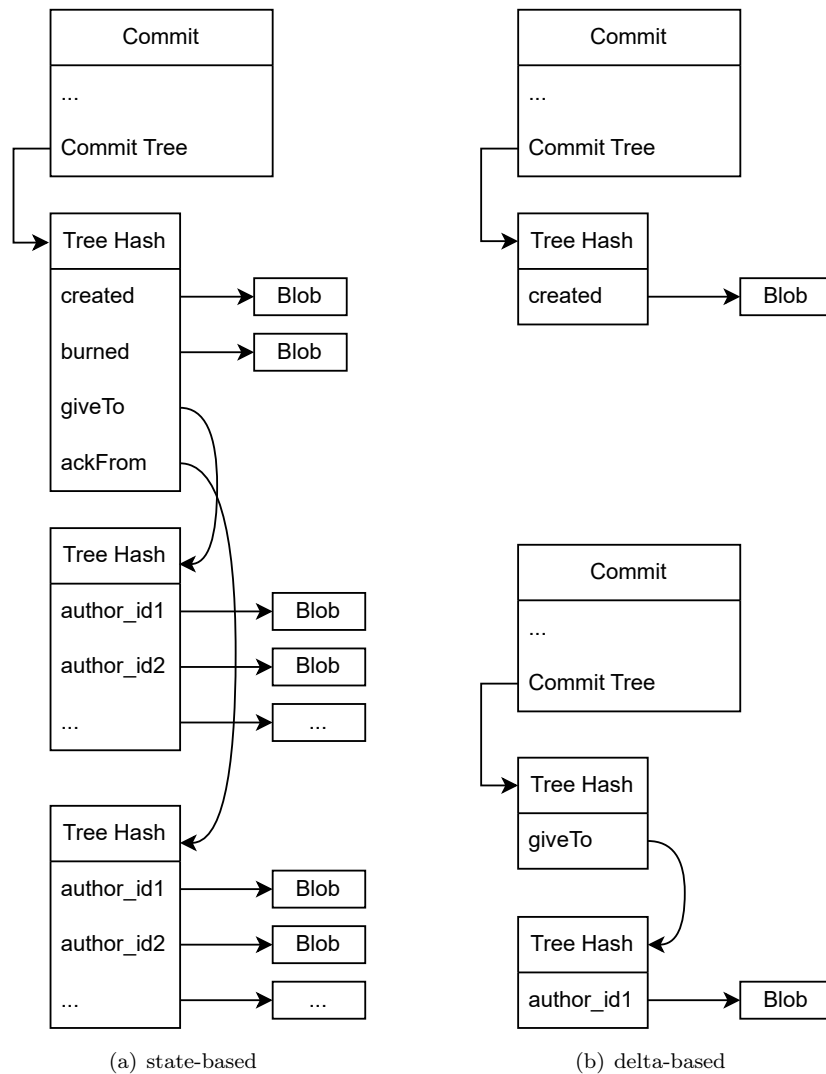 Commit
...
Commit Tree
Tree Hash
created
Blob
burned
Blob
giveTo
ackFrom
Tree Hash
author_id1
Blob
author_id2
Blob
...
...
Tree Hash
author_id1
Blob
author_id2
Blob
...
...
(a) state-based
Commit
...
Commit Tree
Tree Hash
created
Blob
Commit
...
Commit Tree
Tree Hash
giveTo
Tree Hash
author_id1
Blob
(b) delta-based